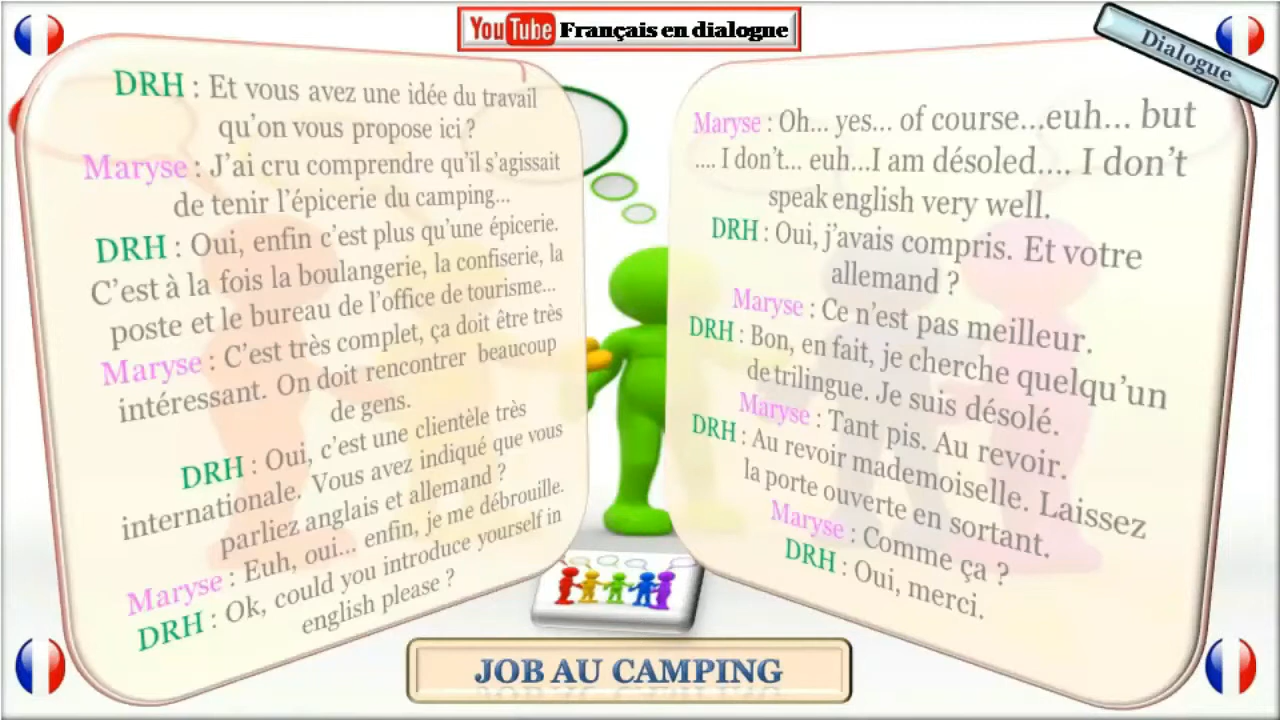 YouTube Français en dialogue
Dialogue
DRH : Et vous avez une idée du travail
qu'on vous propose ici ?
Maryse : J'ai cru comprendre qu'il s'agissait
de tenir l'épicerie du camping...
DRH : Oui, enfin c'est plus qu'une épicerie.
C'est à la fois la boulangerie, la confiserie, la
poste et le bureau de l'office de tourisme...
Maryse : C'est très complet, ça doit être très
intéressant. On doit rencontrer beaucoup
de gens.
DRH : Oui, c'est une clientèle très
internationale. Vous avez indiqué que vous
parliez anglais et allemand ?
Maryse : Euh, oui... enfin, je me débrouille.
DRH : Ok, could you introduce yourself in
english please ?
Maryse : Oh... yes... of course...euh... but
.... I don't... euh...I am désoled.... I don't
speak english very well.
DRH : Oui, j'avais compris. Et votre
allemand ?
Maryse : Ce n'est pas meilleur.
DRH : Bon, en fait, je cherche quelqu'un
de trilingue. Je suis désolé.
Maryse : Tant pis. Au revoir.
DRH : Au revoir mademoiselle. Laissez
la porte ouverte en sortant.
Maryse : Comme ça ?
DRH : Oui, merci.
JOB AU CAMPING